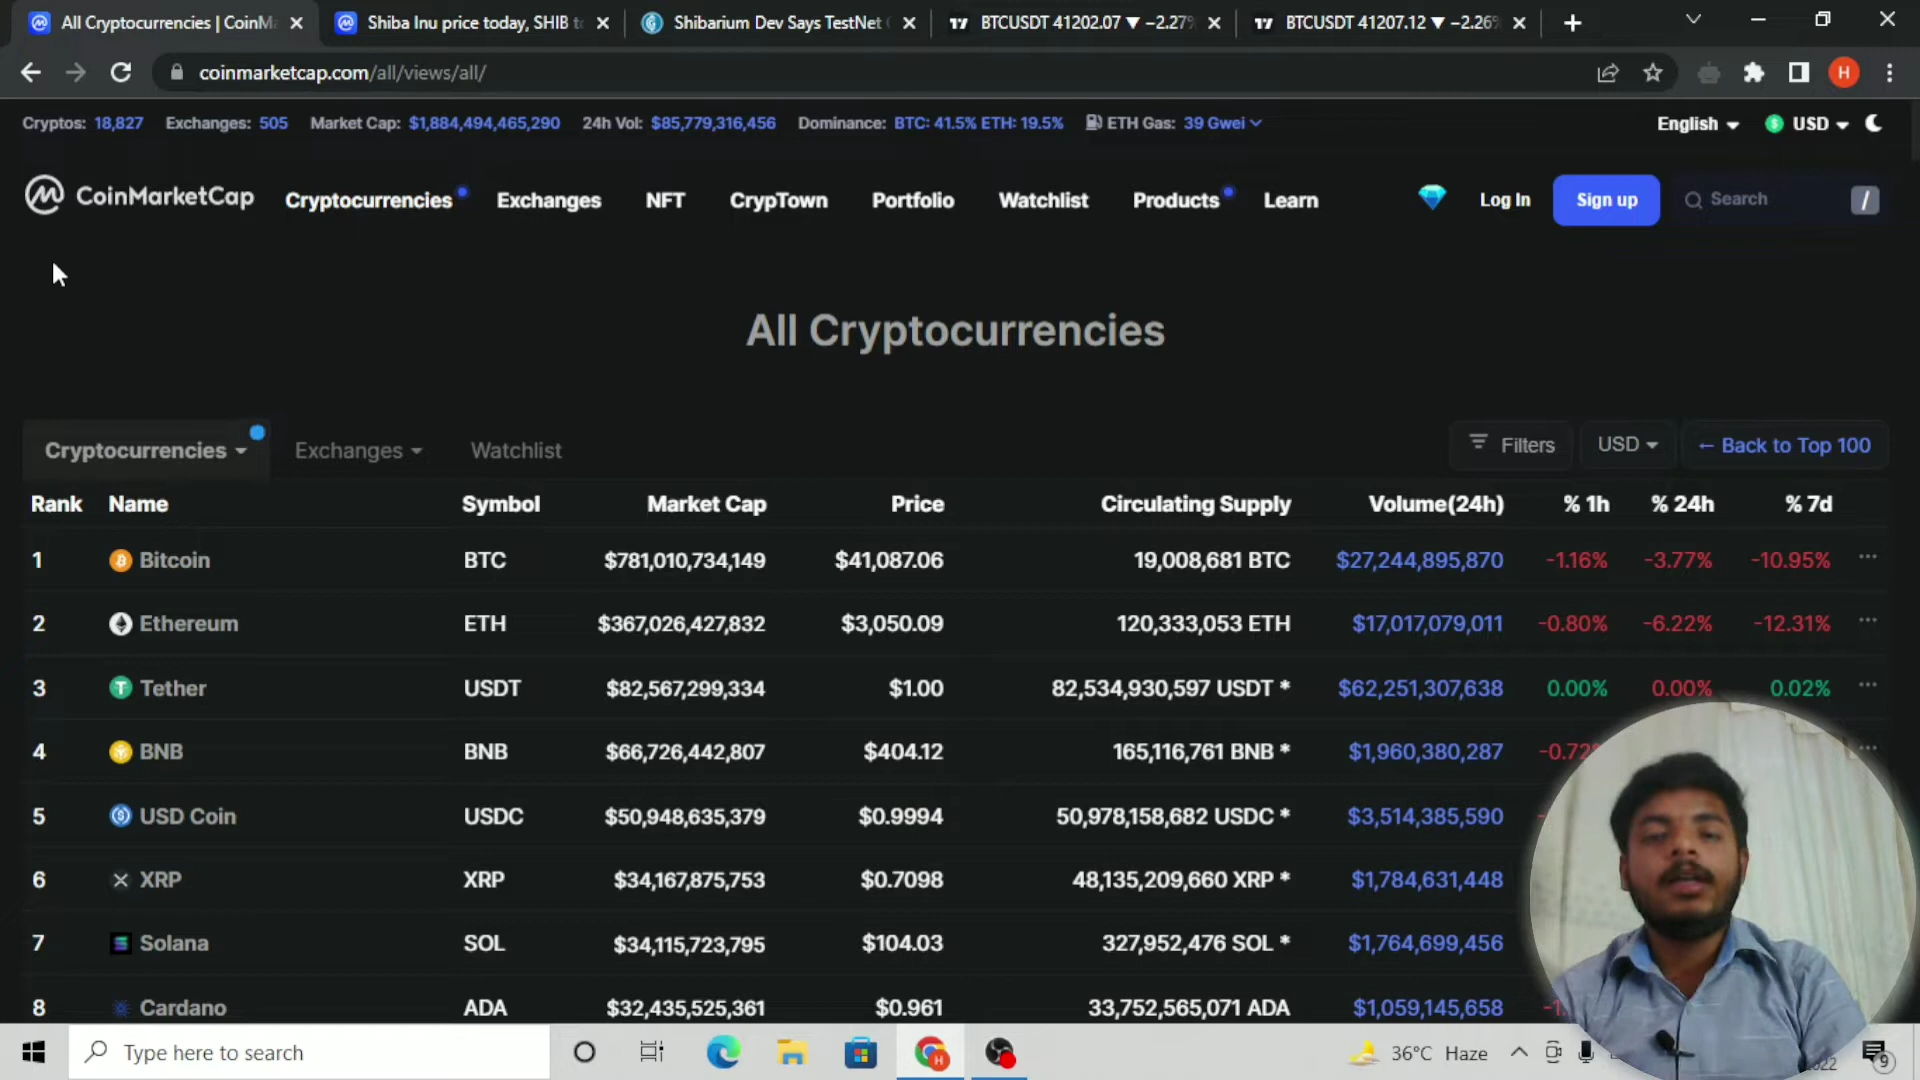 All Cryptocurrencies | CoinMa
Shiba Inu price today, SHIB to
Shibarium Dev Says TestNet
BTCUSDT 41202.07 ▼ −2.27%
BTCUSDT 41207.12 ▼ −2.26%
coinmarketcap.com/all/views/all/
H
Cryptos: 18,827 Exchanges: 505 Market Cap: $1,884,494,465,290 24h Vol: $85,779,316,456 Dominance: BTC: 41.5% ETH: 19.5% ETH Gas: 39 Gwei English USD
CoinMarketCap Cryptocurrencies Exchanges NFT CrypTown Portfolio Watchlist Products Learn Log In Sign up Search /
All Cryptocurrencies
Cryptocurrencies Exchanges Watchlist Filters USD ← Back to Top 100
Rank Name Symbol Market Cap Price Circulating Supply Volume(24h) % 1h % 24h % 7d
1 Bitcoin BTC $781,010,734,149 $41,087.06 19,008,681 BTC $27,244,895,870 -1.16% -3.77% -10.95% ...
2 Ethereum ETH $367,026,427,832 $3,050.09 120,333,053 ETH $17,017,079,011 -0.80% -6.22% -12.31% ...
3 Tether USDT $82,567,299,334 $1.00 82,534,930,597 USDT * $62,251,307,638 0.00% 0.00% 0.02% ...
4 BNB BNB $66,726,442,807 $404.12 165,116,761 BNB * $1,960,380,287 ...
5 USD Coin USDC $50,948,635,379 $0.9994 50,978,158,682 USDC * $3,514,385,590
6 XRP XRP $34,167,875,753 $0.7098 48,135,209,660 XRP * $1,784,631,448
7 Solana SOL $34,115,723,795 $104.03 327,952,476 SOL * $1,764,699,456
8 Cardano ADA $32,435,525,361 $0.961 33,752,565,071 ADA $1,059,145,658
Type here to search
H
36°C Haze
9